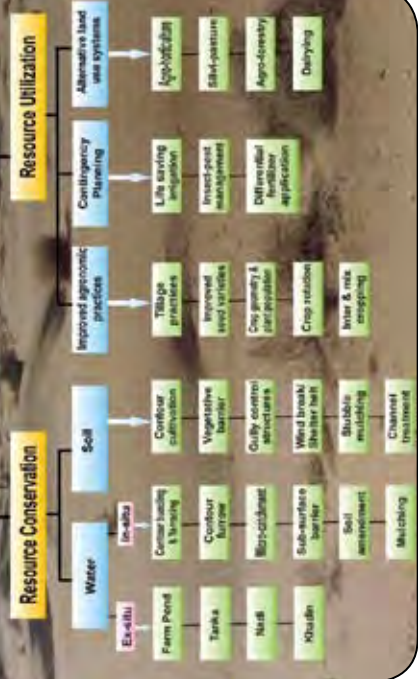 Resource Conservation
Water
Soil
Ex-situ
In-situ
Farm Pond
Tanka
Nadi
Khadin
Contour bunding
& Terracing
Contour
furrow
Micro-catchment
Sub-surface
barrier
Soil
amendment
Mulching
Contour
cultivation
Vegetative
barrier
Gully control
structures
Wind break/
Shelter belt
Stubble
mulching
Channel
treatment
Resource Utilization
Improved agronomic
practices
Contingency
Planning
Alternative land
use systems
Tillage
practices
Improved
seed varieties
Crop geometry &
plant population
Crop rotation
Inter & mix
cropping
Life saving
irrigation
Insect-pest
management
Differential
fertilizer
application
Agro-horticulture
Silvi-pasture
Agro-forestry
Dairying